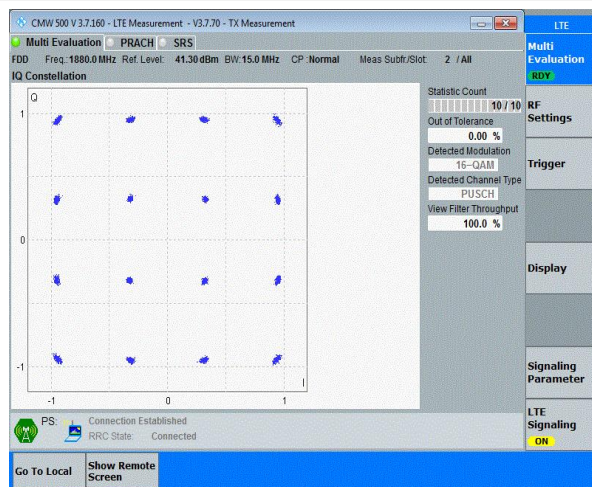 CMW 500 V 3.7.160 - LTE Measurement - V3.7.70 - TX Measurement
LTE
Multi Evaluation PRACH SRS
FDD Freq.: 1880.0 MHz Ref. Level: 41.30 dBm BW: 15.0 MHz CP :Normal Meas Subfr./Slot: 2 / All
IQ Constellation
Q
1
0
-1
-1 0 1
I
Statistic Count
10 / 10
Out of Tolerance
0.00 %
Detected Modulation
16-QAM
Detected Channel Type
PUSCH
View Filter Throughput
100.0 %
Multi
Evaluation
RDY
RF
Settings
Trigger
Display
Signaling
Parameter
LTE
Signaling
ON
PS: Connection Established
RRC State: Connected
Go To Local
Show Remote
Screen